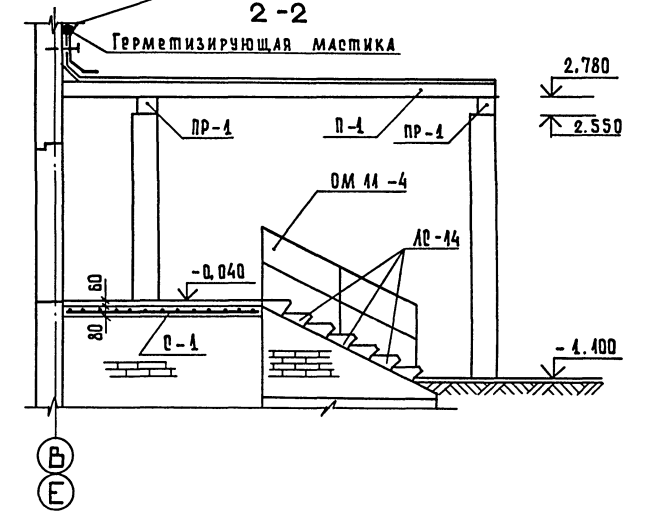 2-2
Герметизирующая мастика
2.780
ПР-1
П-1
ПР-1
2.550
ОМ 11-4
ЛС-14
-0,040
60
80
С-1
-1.100
В
Е